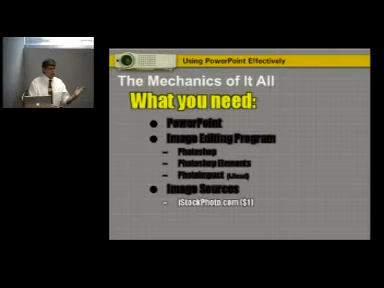 Using PowerPoint Effectively
The Mechanics of It All
What you need:
PowerPoint
Image Editing Program
Photoshop
Photoshop Elements
PhotoImpact (Ulead)
Image Sources
iStockPhoto.com ($1)